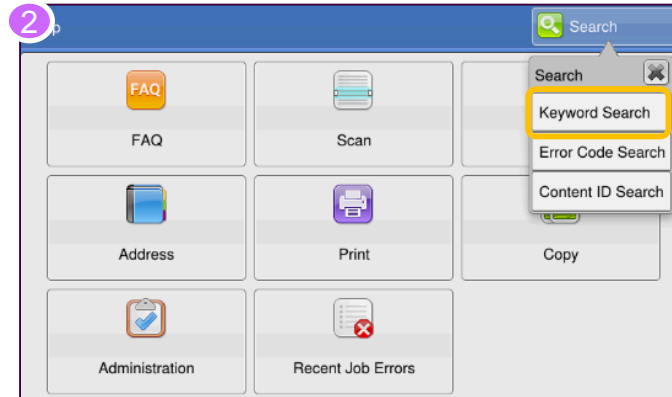 2
p
Search
Search
Keyword Search
Error Code Search
Content ID Search
FAQ
FAQ
Scan
Address
Print
Copy
Administration
Recent Job Errors